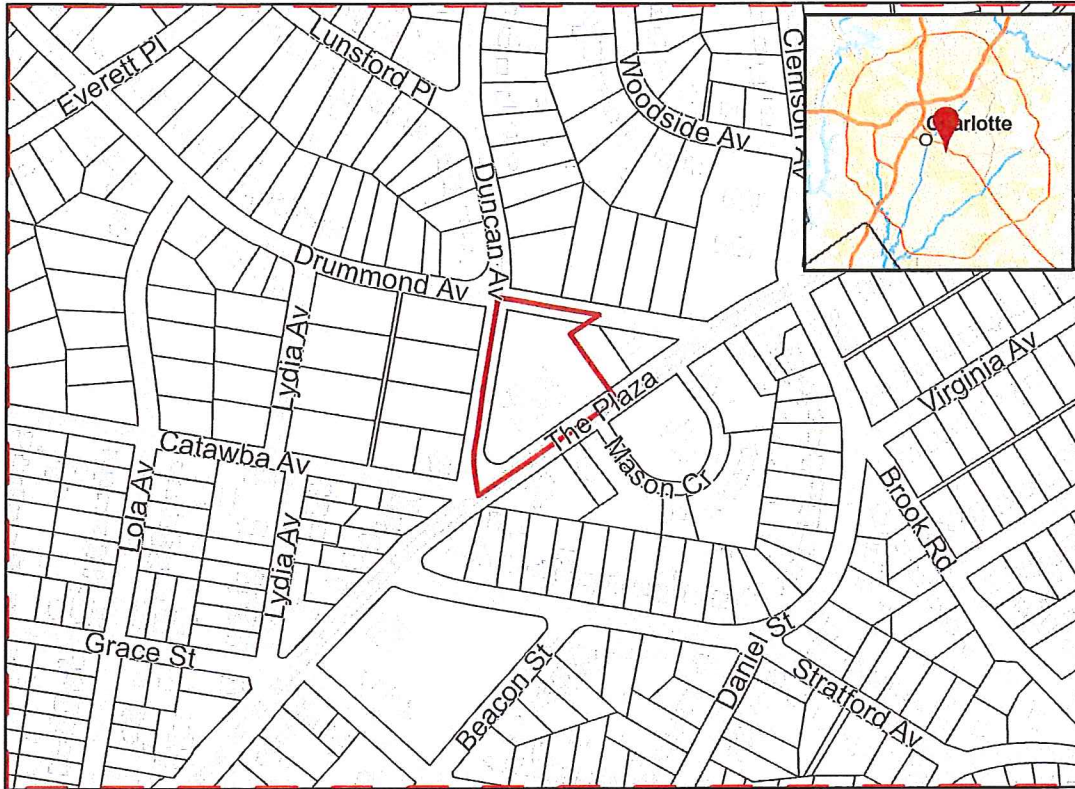 Everett Pl
Lunsford Pl
Woodside Av
Clemson Av
Charlotte
Duncan Av
Drummond Av
Lydia Av
The Plaza
Virginia Av
Catawba Av
Mason Cr
Lola Av
Brook Rd
Lydia Av
Grace St
Beacon St
Daniel St
Stratford Av